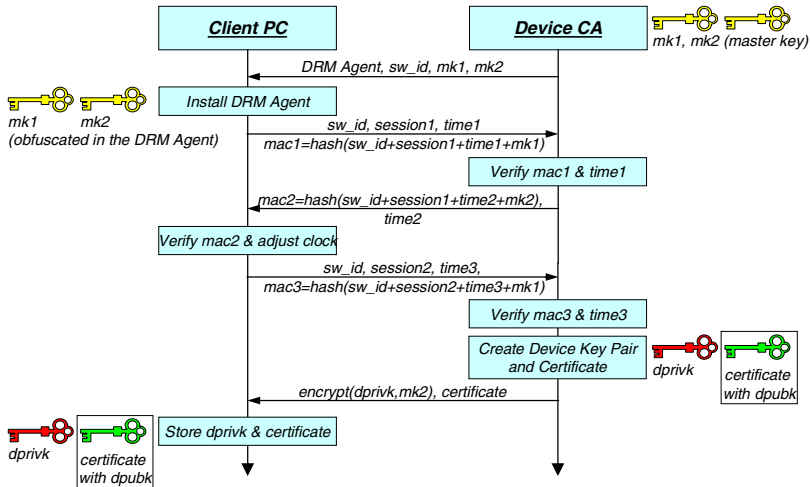 Client PC
Device CA
mk1, mk2 (master key)
DRM Agent, sw_id, mk1, mk2
Install DRM Agent
mk1 mk2
(obfuscated in the DRM Agent)
sw_id, session1, time1
mac1=hash(sw_id+session1+time1+mk1)
Verify mac1 & time1
mac2=hash(sw_id+session1+time2+mk2),
time2
Verify mac2 & adjust clock
sw_id, session2, time3,
mac3=hash(sw_id+session2+time3+mk1)
Verify mac3 & time3
Create Device Key Pair
and Certificate
dprivk
certificate
with dpubk
encrypt(dprivk,mk2), certificate
Store dprivk & certificate
dprivk
certificate
with dpubk